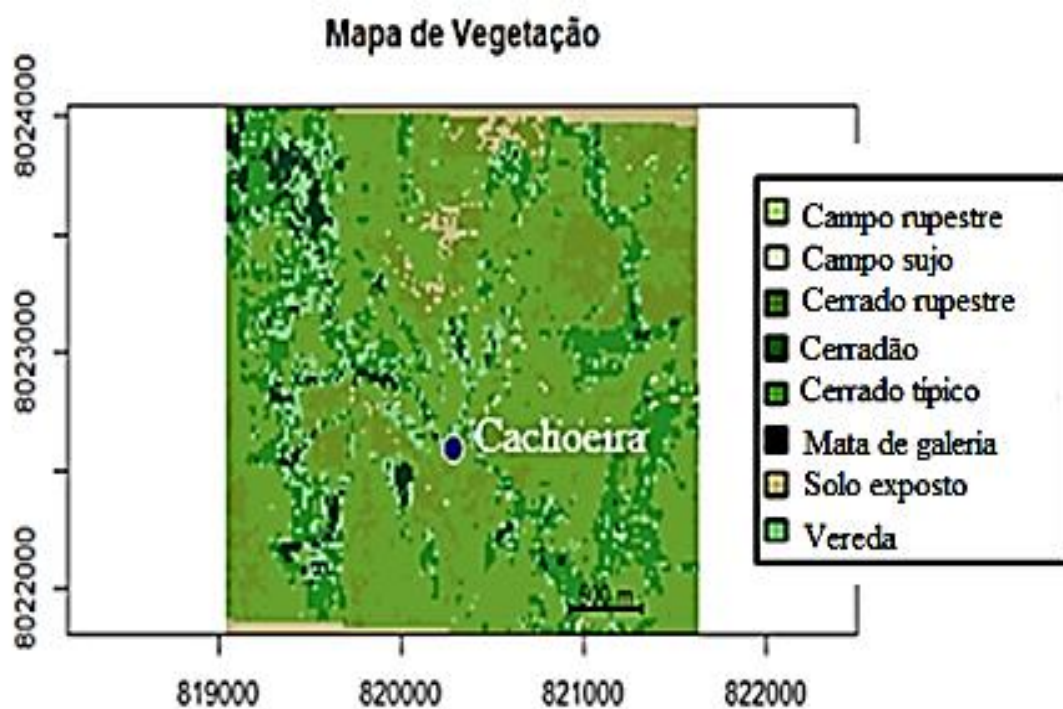 Mapa de Vegetação
8024000
8023000
8022000
Cachoeira
Campo rupestre
Campo sujo
Cerrado rupestre
Cerradão
Cerrado típico
Mata de galeria
Solo exposto
Vereda
819000
820000
821000
822000